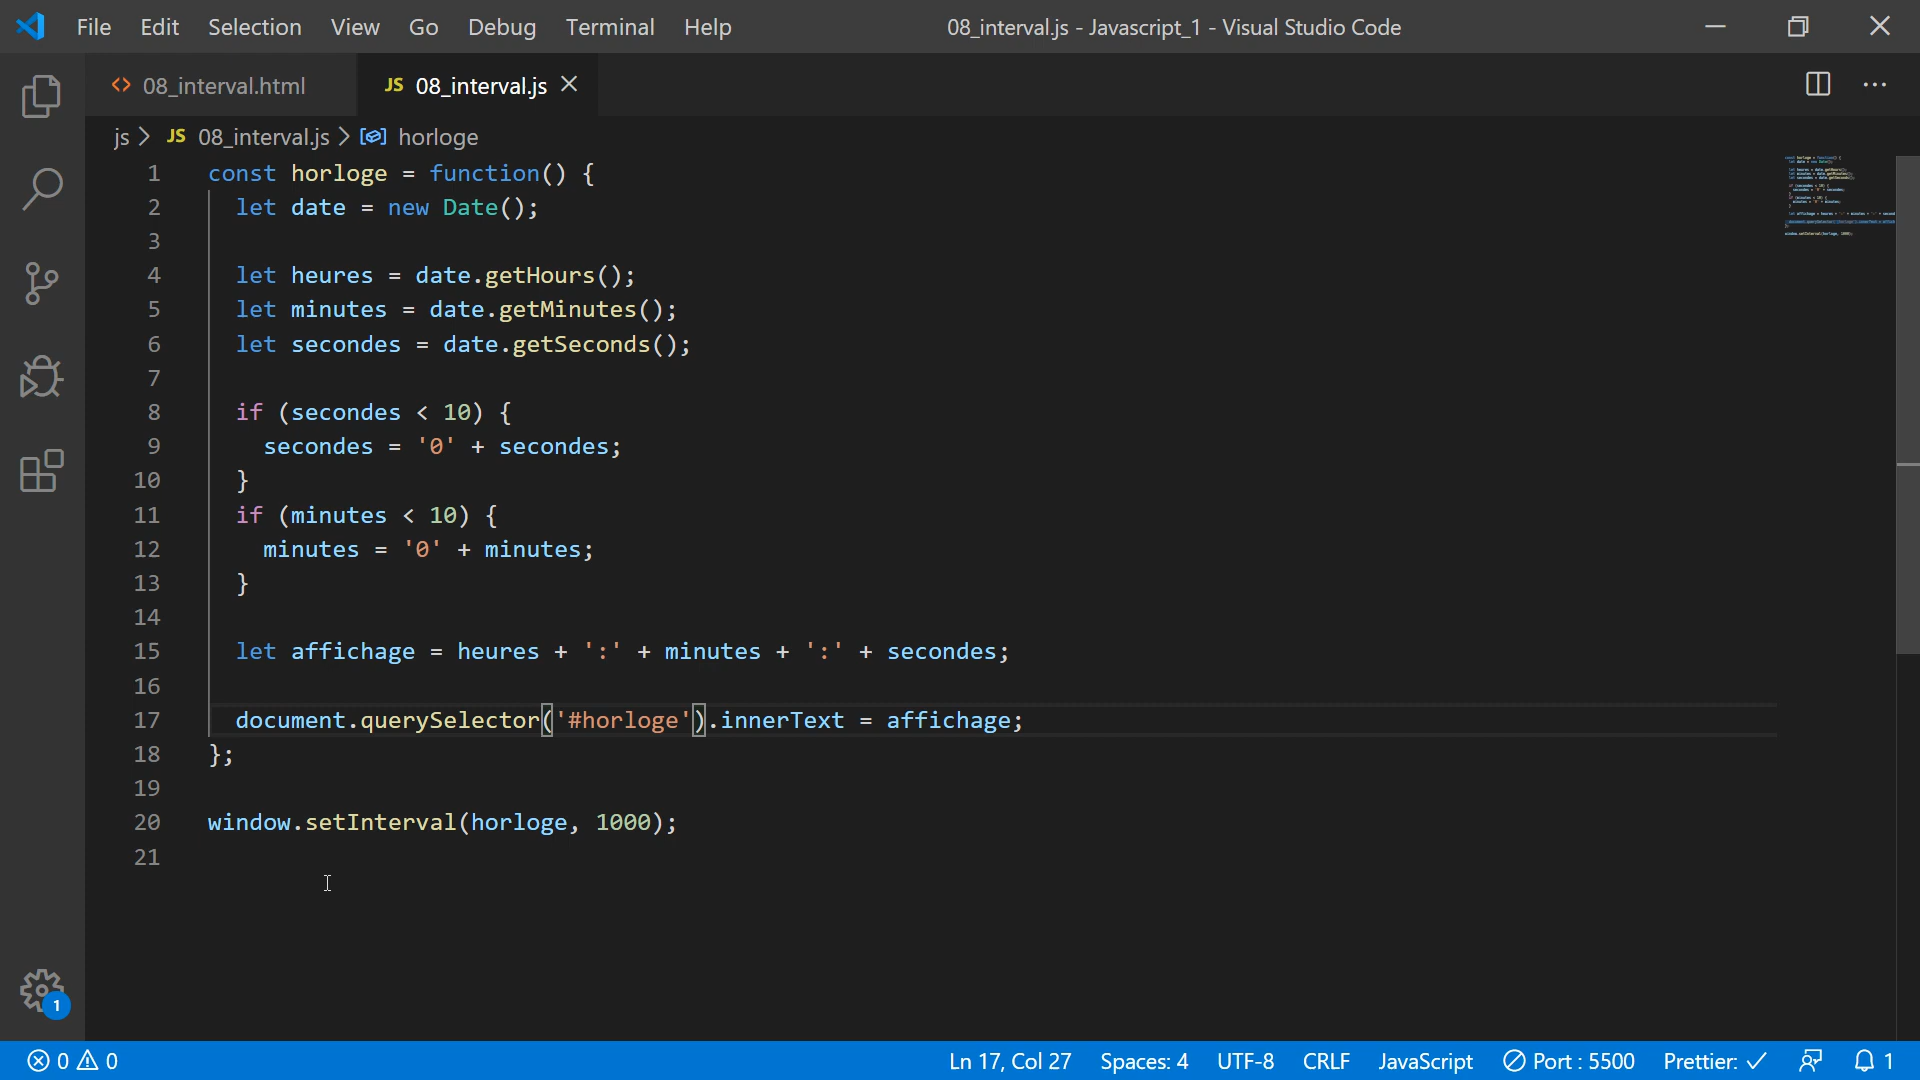 File Edit Selection View Go Debug Terminal Help 08_interval.js - Javascript_1 - Visual Studio Code
08_interval.html JS 08_interval.js
js > JS 08_interval.js > horloge
1 const horloge = function() {
2 let date = new Date();
3
4 let heures = date.getHours();
5 let minutes = date.getMinutes();
6 let secondes = date.getSeconds();
7
8 if (secondes < 10) {
9 secondes = '0' + secondes;
10 }
11 if (minutes < 10) {
12 minutes = '0' + minutes;
13 }
14
15 let affichage = heures + ':' + minutes + ':' + secondes;
16
17 document.querySelector('#horloge').innerText = affichage;
18 };
19
20 window.setInterval(horloge, 1000);
21
1
0 0 Ln 17, Col 27 Spaces: 4 UTF-8 CRLF JavaScript Port : 5500 Prettier: ✓ 1